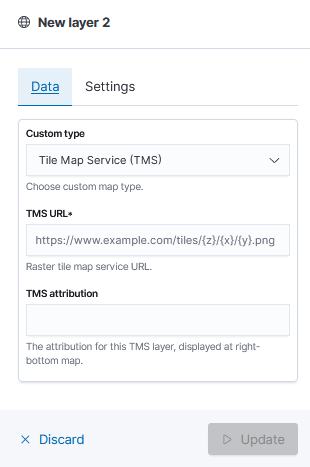 New layer 2
Data
Settings
Custom type
Tile Map Service (TMS)
Choose custom map type.
TMS URL*
https://www.example.com/tiles/{z}/{x}/{y}.png
Raster tile map service URL.
TMS attribution
The attribution for this TMS layer, displayed at right-
bottom map.
Discard
Update